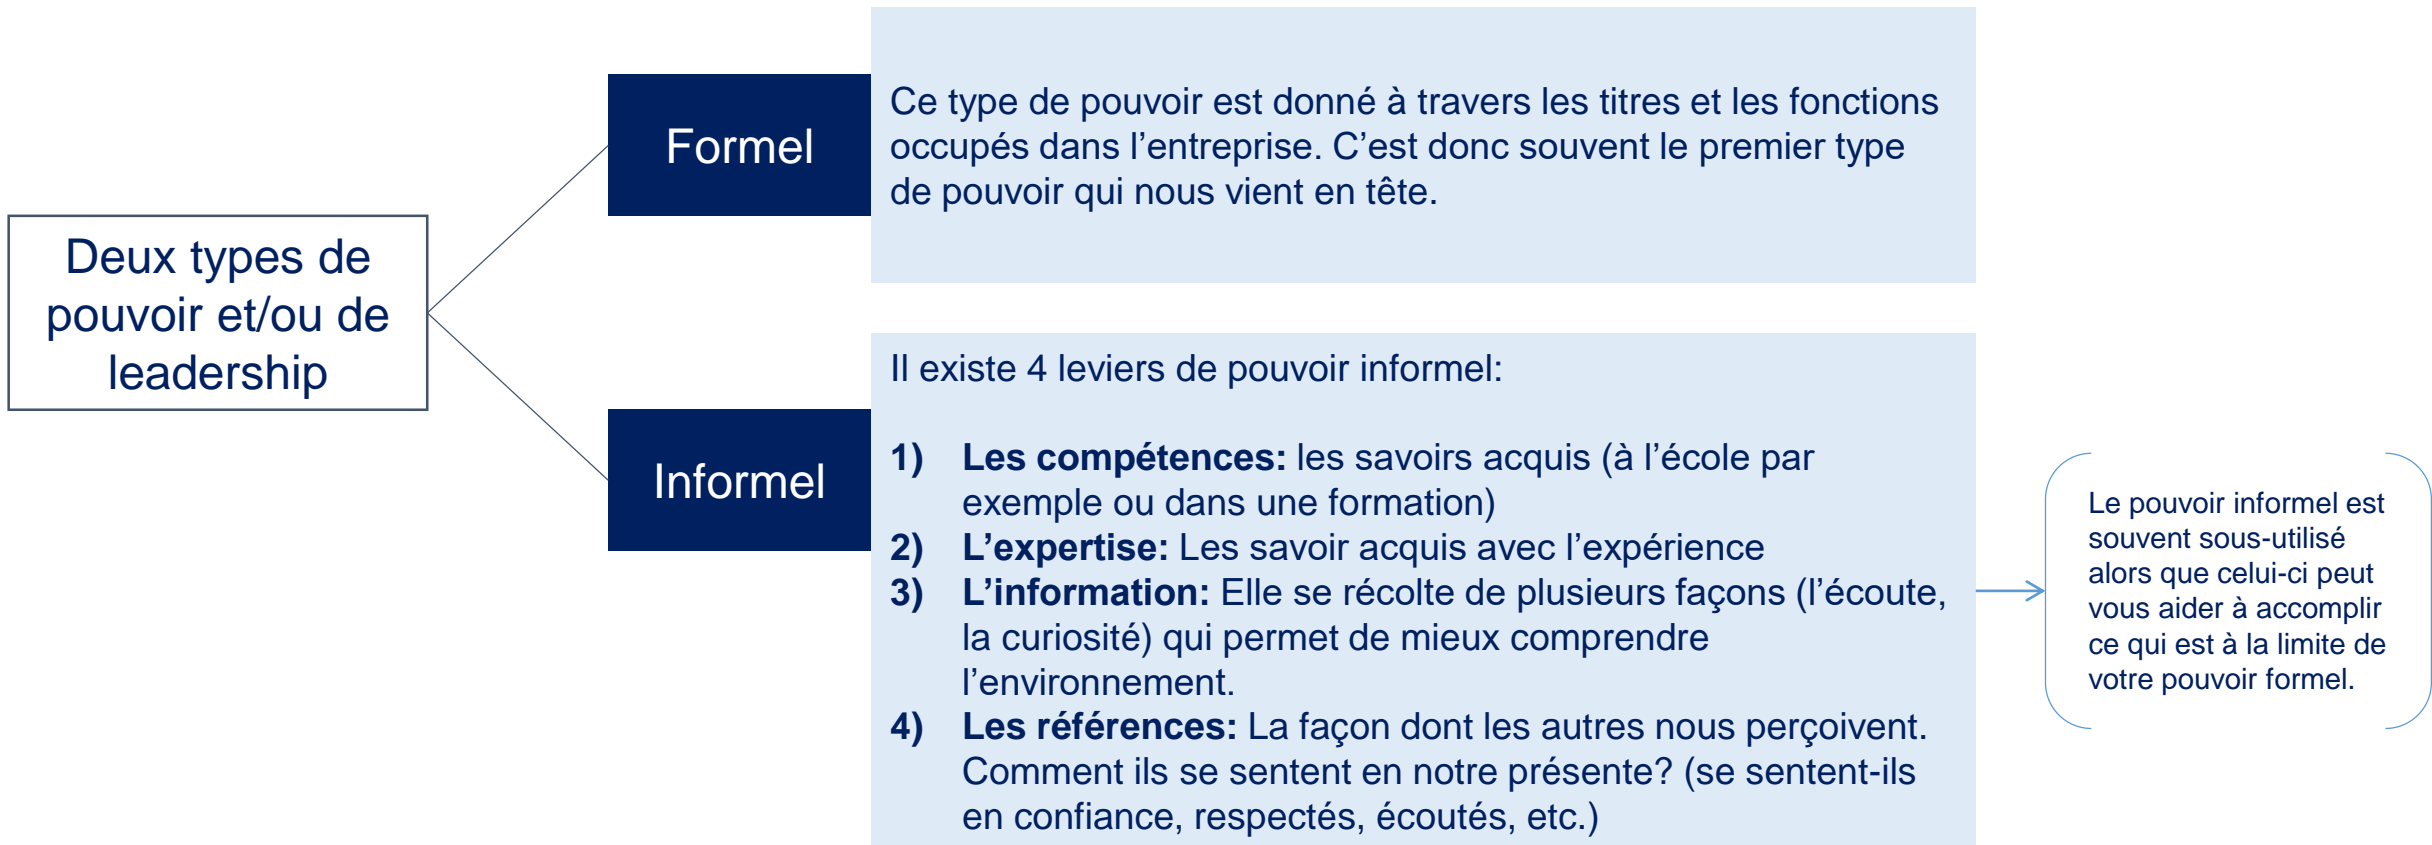 Deux types de
pouvoir et/ou de
leadership
Formel
Ce type de pouvoir est donné à travers les titres et les fonctions
occupés dans l’entreprise. C’est donc souvent le premier type
de pouvoir qui nous vient en tête.
Informel
Il existe 4 leviers de pouvoir informel:
1) Les compétences: les savoirs acquis (à l’école par
exemple ou dans une formation)
2) L’expertise: Les savoir acquis avec l’expérience
3) L’information: Elle se récolte de plusieurs façons (l’écoute,
la curiosité) qui permet de mieux comprendre
l’environnement.
4) Les références: La façon dont les autres nous perçoivent.
Comment ils se sentent en notre présente? (se sentent-ils
en confiance, respectés, écoutés, etc.)
Le pouvoir informel est
souvent sous-utilisé
alors que celui-ci peut
vous aider à accomplir
ce qui est à la limite de
votre pouvoir formel.